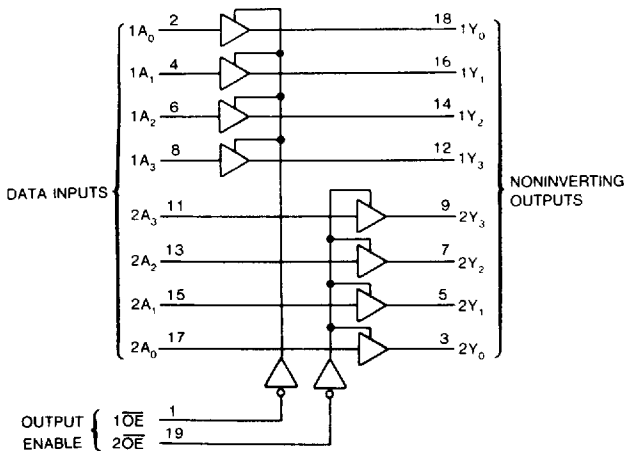 1A₀ 2 18 1Y₀
1A₁ 4 16 1Y₁
1A₂ 6 14 1Y₂
1A₃ 8 12 1Y₃
DATA INPUTS
NONINVERTING
OUTPUTS
2A₃ 11 9 2Y₃
2A₂ 13 7 2Y₂
2A₁ 15 5 2Y₁
2A₀ 17 3 2Y₀
OUTPUT
ENABLE
1O̅E̅ 1
2O̅E̅ 19